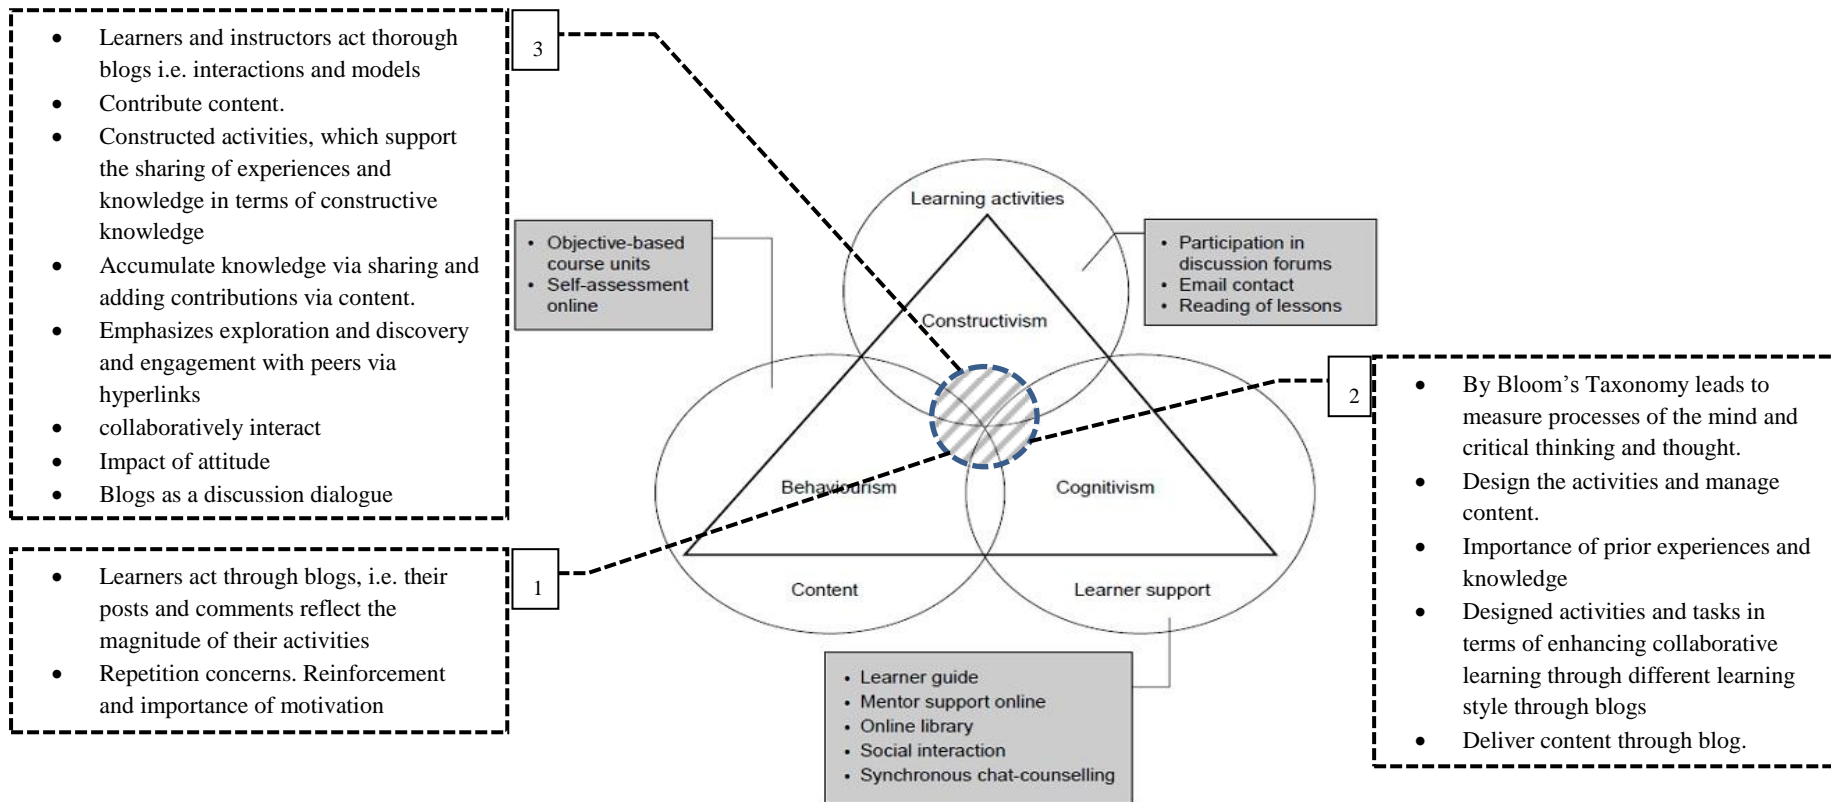 • Learners and instructors act thorough
blogs i.e. interactions and models
• Contribute content.
• Constructed activities, which support
the sharing of experiences and
knowledge in terms of constructive
knowledge
• Accumulate knowledge via sharing and
adding contributions via content.
• Emphasizes exploration and discovery
and engagement with peers via
hyperlinks
• collaboratively interact
• Impact of attitude
• Blogs as a discussion dialogue
3
• Learners act through blogs, i.e. their
posts and comments reflect the
magnitude of their activities
• Repetition concerns. Reinforcement
and importance of motivation
1
• Objective-based
course units
• Self-assessment
online
Learning activities
Constructivism
Behaviourism
Cognitivism
Content
Learner support
• Participation in
discussion forums
• Email contact
• Reading of lessons
• Learner guide
• Mentor support online
• Online library
• Social interaction
• Synchronous chat-counselling
2
• By Bloom’s Taxonomy leads to
measure processes of the mind and
critical thinking and thought.
• Design the activities and manage
content.
• Importance of prior experiences and
knowledge
• Designed activities and tasks in
terms of enhancing collaborative
learning through different learning
style through blogs
• Deliver content through blog.